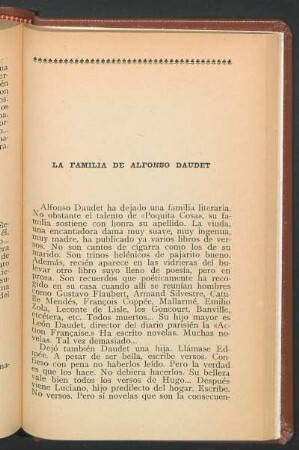 LA FAMILIA DE ALFONSO DAUDET
Alfonso Daudet ha dejado una familia literaria.
No obstante el talento de «Poquita Cosa», su fa-
milia sostiene con honra su apellido. La viuda,
una encantadora dama muy suave, muy ingenua,
muy madre, ha publicado ya varios libros de ver-
sos. No son cantos de cigarra como los de su
marido. Son trinos helénicos de pajarito bueno.
Además, recién aparece en las vidrieras del bu-
levar otro libro suyo lleno de poesía, pero en
prosa. Son recuerdos que poéticamente ha reco-
gido en su casa cuando allí se reunían hombres
como Gustavo Flaubert, Armand Silvestre, Catu-
lle Mendés, François Coppée, Mallarmé, Emilio
Zola, Leconte de Lisle, los Goncourt, Banville,
etcétera, etc. Todos muertos... Su hijo mayor es
León Daudet, director del diario parisién la «Ac-
tion Française.» Ha escrito novelas. Muchas no-
velas. Tal vez demasiado...
Dejó también Daudet una hija. Llámase Ed-
mée. A pesar de ser bella, escribe versos. Con-
fieso con pena no haberlos leído. Pero la verdad
es que los hace. No debiera hacerlos. Su belleza
vale bien todos los versos de Hugo... Después
viene Luciano, hijo predilecto del hogar. Escribe.
No versos. Pero sí novelas que son la consecuen-